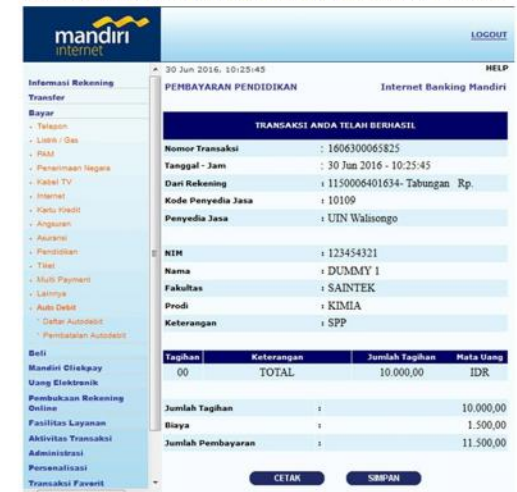 mandiri
internet
LOGOUT
30 Jun 2016, 10:25:45
HELP
PEMBAYARAN PENDIDIKAN
Internet Banking Mandiri
Informasi Rekening
Transfer
Bayar
Telepon
Listrik / Gas
PAM
Penerimaan Negara
Kabel TV
Internet
Kartu Kredit
Angsuran
Asuransi
Pendidikan
Tiket
Multi Payment
Lainnya
Auto Debit
Daftar Autodebit
Pembatalan Autodebit
Beli
Mandiri Clickpay
Uang Elektronik
Pembukaan Rekening
Online
Fasilitas Layanan
Aktivitas Transaksi
Administrasi
Personalisasi
Transaksi Favorit
TRANSAKSI ANDA TELAH BERHASIL
Nomor Transaksi : 1606300065825
Tanggal - Jam : 30 Jun 2016 - 10:25:45
Dari Rekening : 1150006401634- Tabungan Rp.
Kode Penyedia Jasa : 10109
Penyedia Jasa : UIN Walisongo
NIM : 123454321
Nama : DUMMY 1
Fakultas : SAINTEK
Prodi : KIMIA
Keterangan : SPP
Tagihan Keterangan Jumlah Tagihan Mata Uang
00 TOTAL 10.000,00 IDR
Jumlah Tagihan : 10.000,00
Biaya : 1.500,00
Jumlah Pembayaran : 11.500,00
CETAK SIMPAN